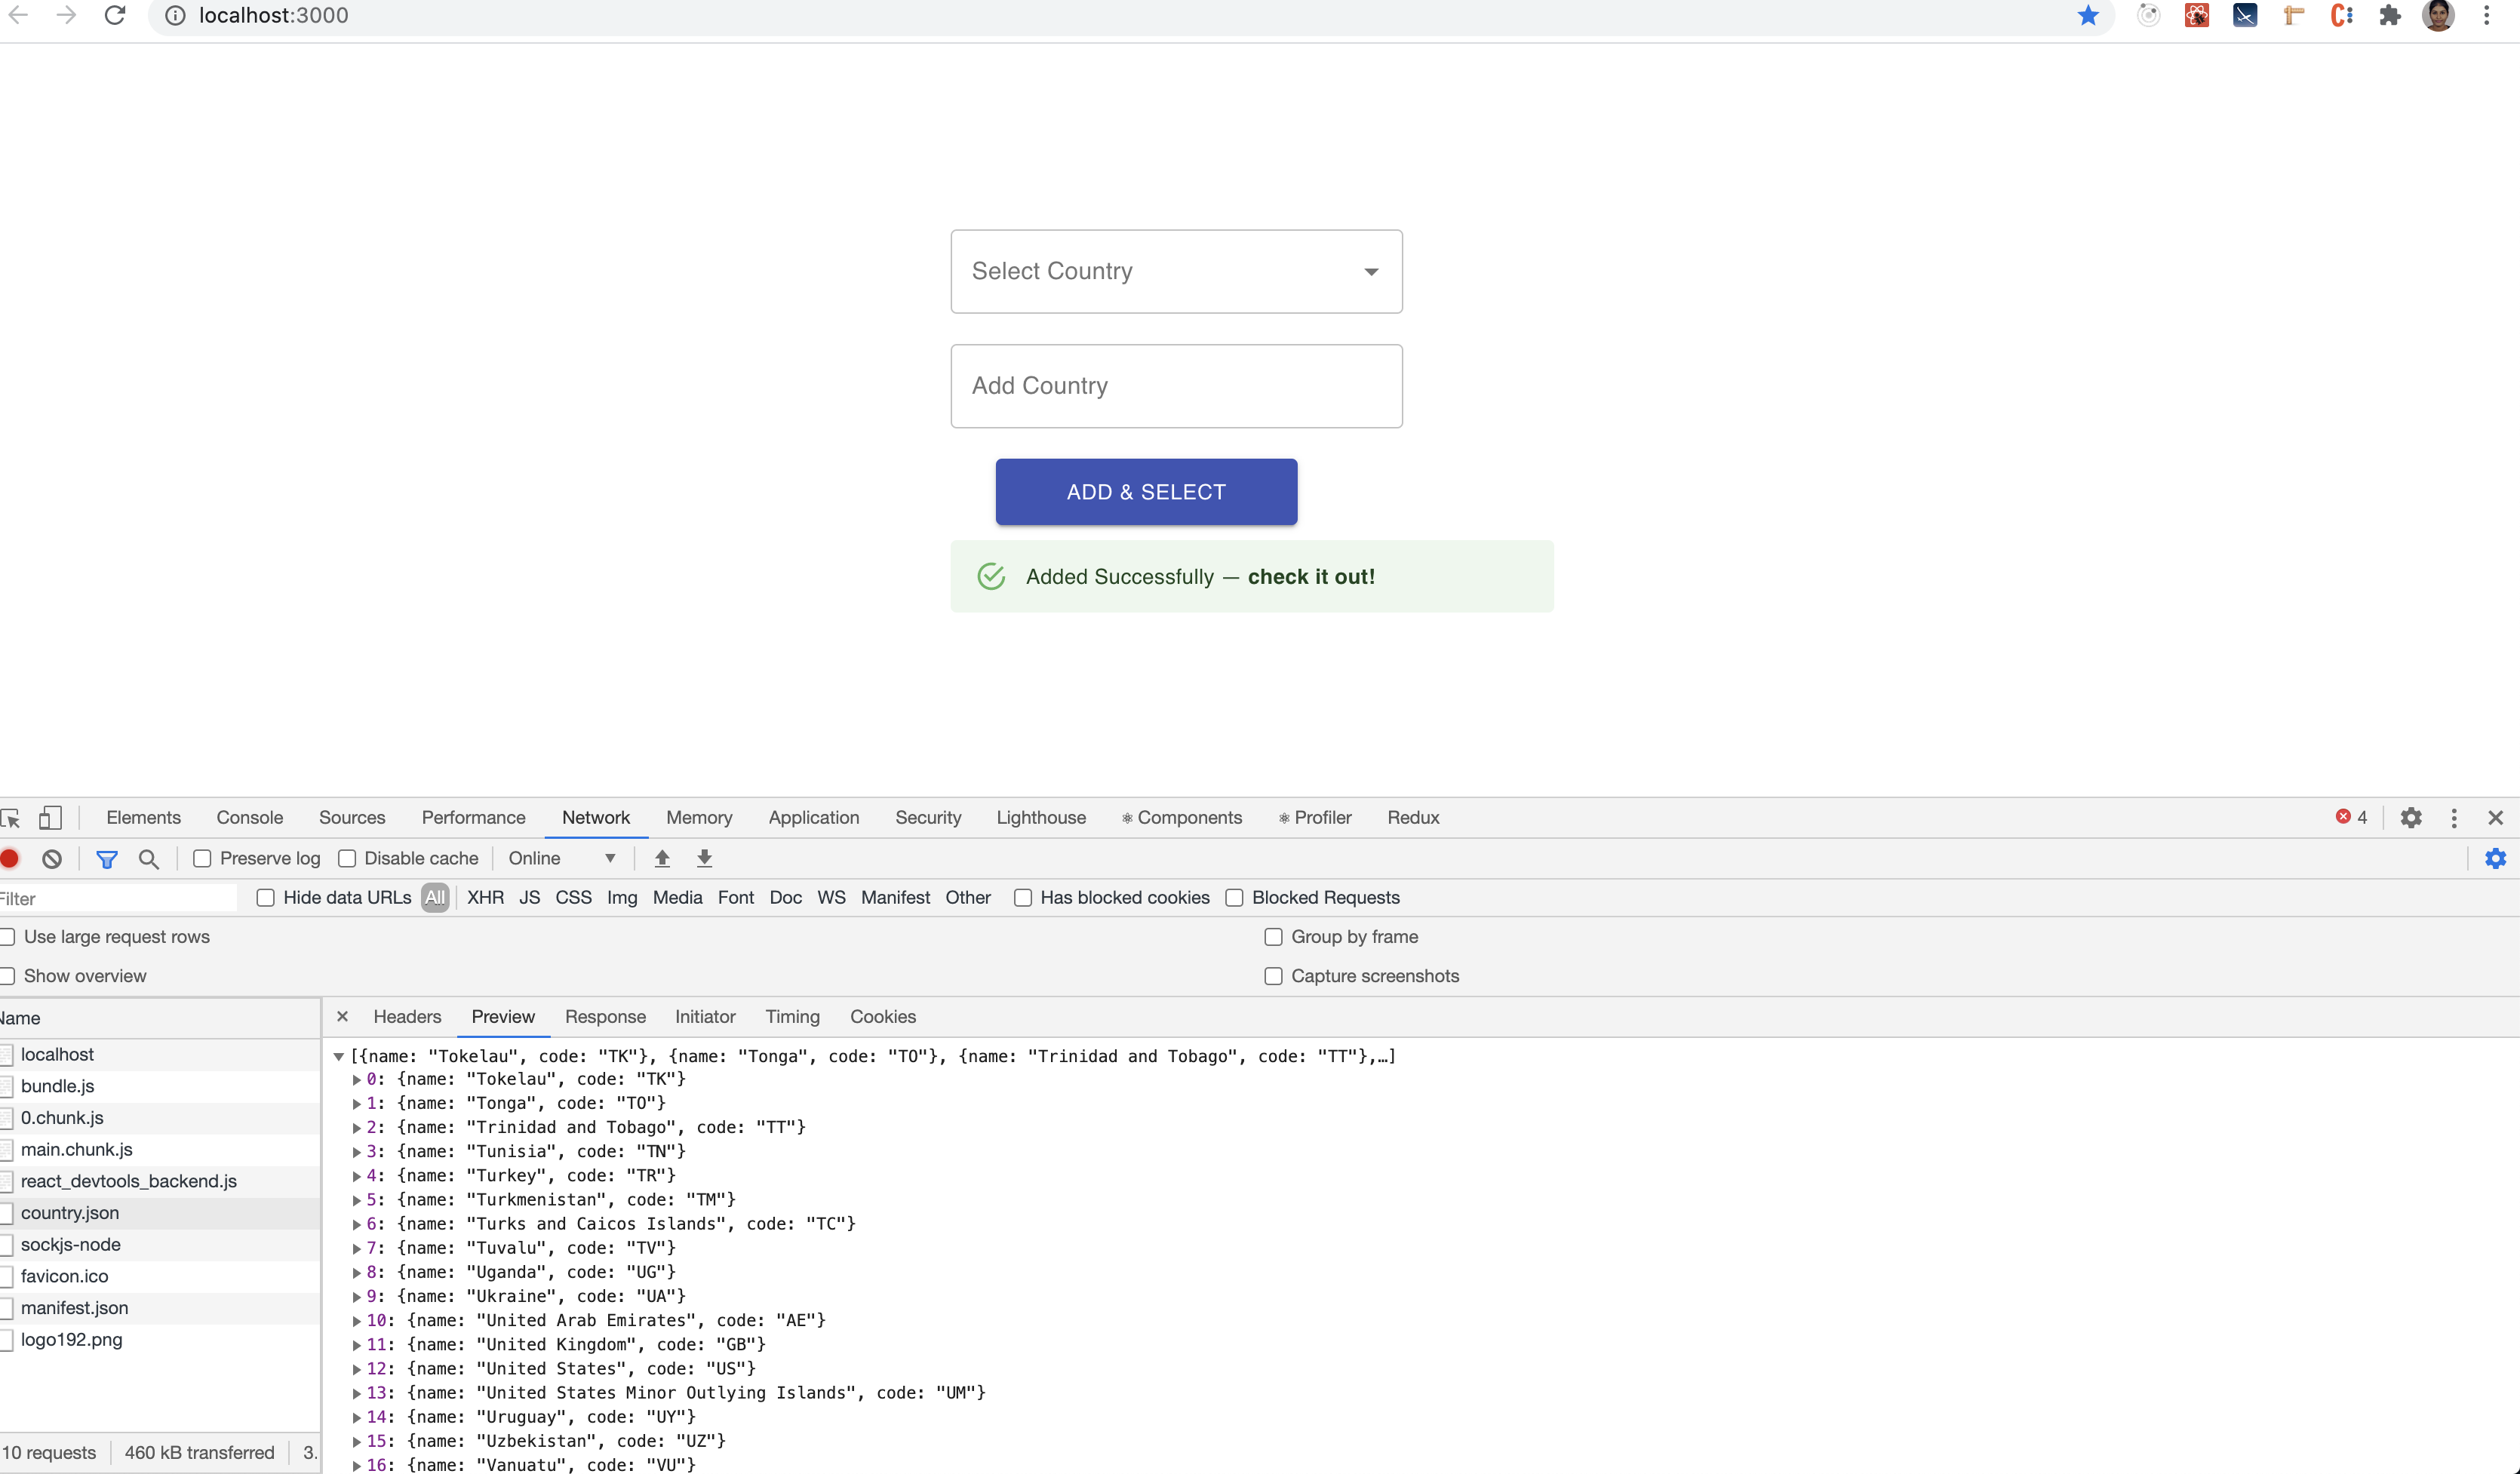 localhost:3000
Select Country
Add Country
ADD & SELECT
Added Successfully — check it out!
Elements Console Sources Performance Network Memory Application Security Lighthouse Components Profiler Redux 4
Preserve log Disable cache Online
Filter Hide data URLs All XHR JS CSS Img Media Font Doc WS Manifest Other Has blocked cookies Blocked Requests
Use large request rows Group by frame
Show overview Capture screenshots
Name
localhost
bundle.js
0.chunk.js
main.chunk.js
react_devtools_backend.js
country.json
sockjs-node
favicon.ico
manifest.json
logo192.png
10 requests 460 kB transferred 3.
× Headers Preview Response Initiator Timing Cookies
[{name: "Tokelau", code: "TK"}, {name: "Tonga", code: "TO"}, {name: "Trinidad and Tobago", code: "TT"},…]
0: {name: "Tokelau", code: "TK"}
1: {name: "Tonga", code: "TO"}
2: {name: "Trinidad and Tobago", code: "TT"}
3: {name: "Tunisia", code: "TN"}
4: {name: "Turkey", code: "TR"}
5: {name: "Turkmenistan", code: "TM"}
6: {name: "Turks and Caicos Islands", code: "TC"}
7: {name: "Tuvalu", code: "TV"}
8: {name: "Uganda", code: "UG"}
9: {name: "Ukraine", code: "UA"}
10: {name: "United Arab Emirates", code: "AE"}
11: {name: "United Kingdom", code: "GB"}
12: {name: "United States", code: "US"}
13: {name: "United States Minor Outlying Islands", code: "UM"}
14: {name: "Uruguay", code: "UY"}
15: {name: "Uzbekistan", code: "UZ"}
16: {name: "Vanuatu", code: "VU"}